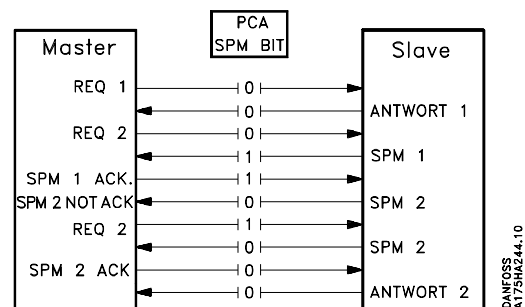 PCA
SPM BIT
Master
Slave
REQ 1
0
0
ANTWORT 1
REQ 2
0
1
SPM 1
SPM 1 ACK.
1
SPM 2 NOT ACK
0
SPM 2
REQ 2
1
0
SPM 2
SPM 2 ACK
0
0
ANTWORT 2
DANFOSS
A175HA244.10